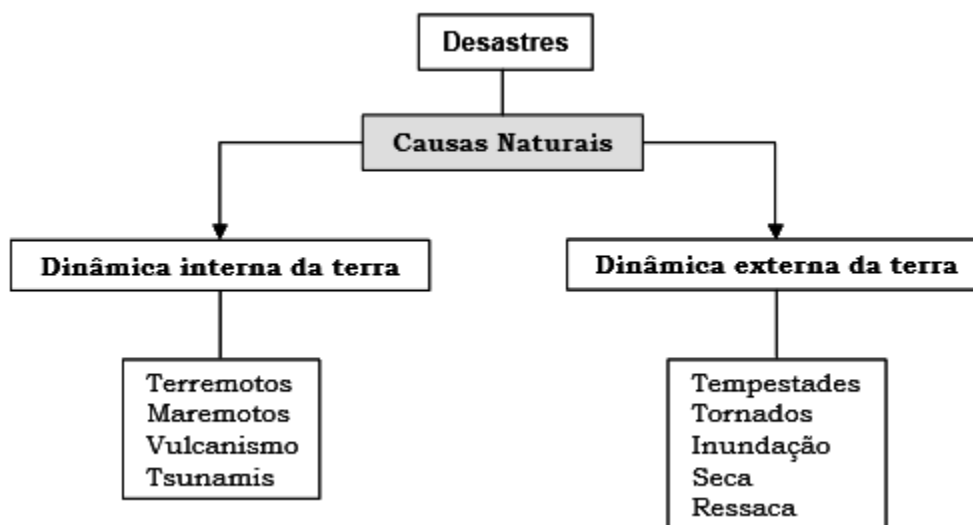 Desastres
Causas Naturais
Dinâmica interna da terra
Dinâmica externa da terra
Terremotos
Maremotos
Vulcanismo
Tsunamis
Tempestades
Tornados
Inundação
Seca
Ressaca